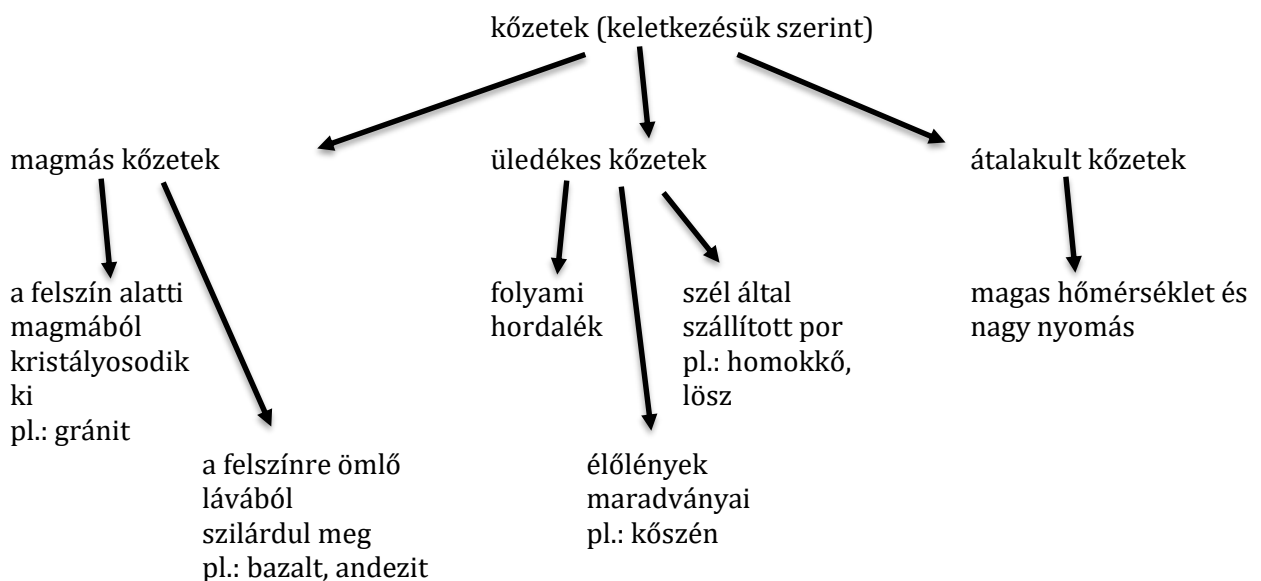 kőzetek (keletkezésük szerint)
magmás kőzetek
üledékes kőzetek
átalakult kőzetek
a felszín alatti
magmából
kristályosodik
ki
pl.: gránit
a felszínre ömlő
lávából
szilárdul meg
pl.: bazalt, andezit
folyami
hordalék
élőlények
maradványai
pl.: kőszén
szél által
szállított por
pl.: homokkő,
lösz
magas hőmérséklet és
nagy nyomás